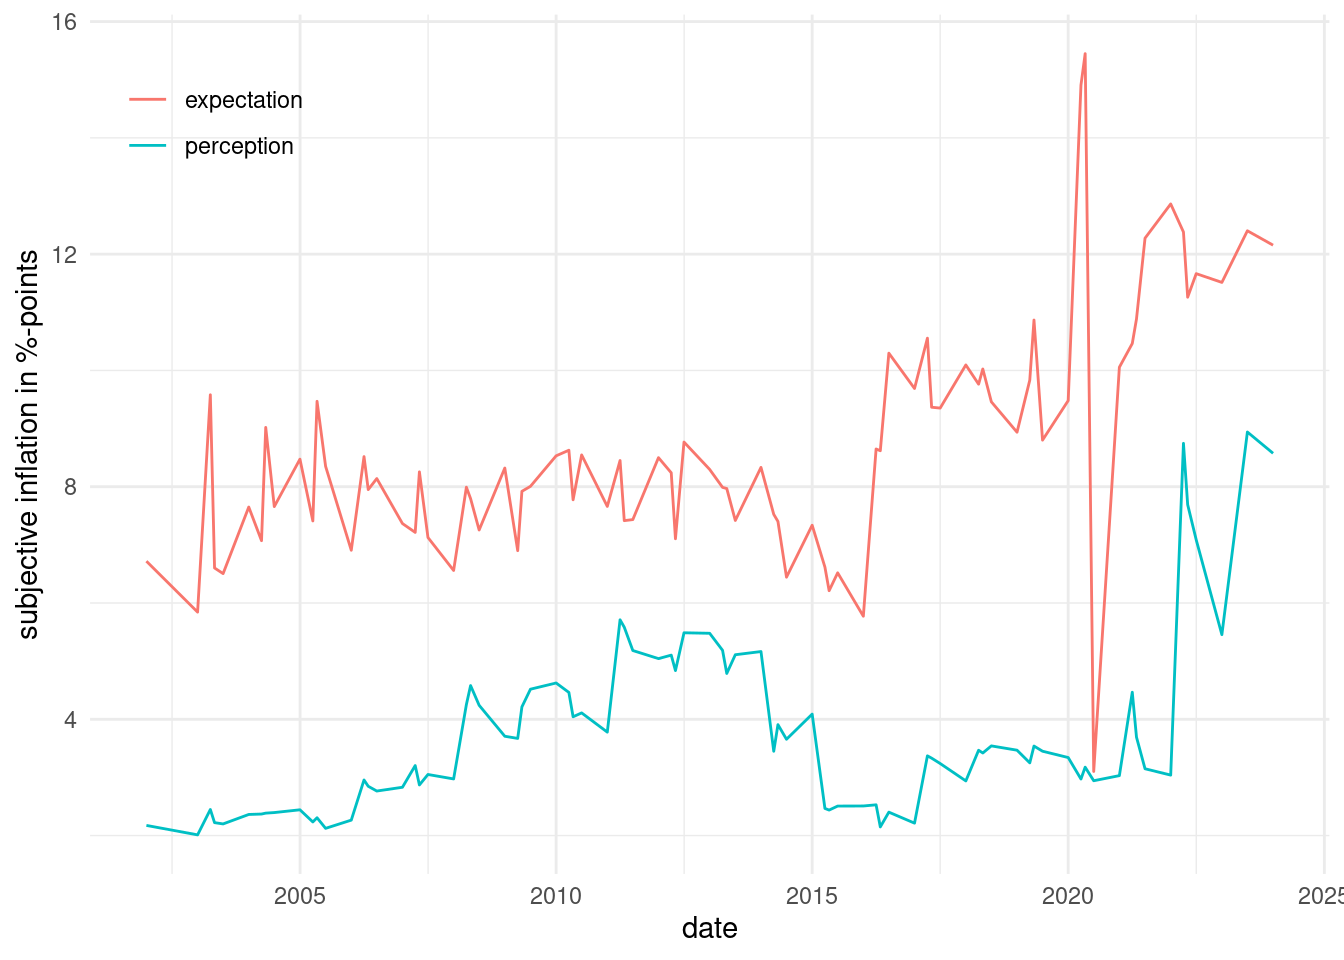 16
expectation
perception
12
subjective inflation in %-points
8
4
2005 2010 2015 2020 2025
date